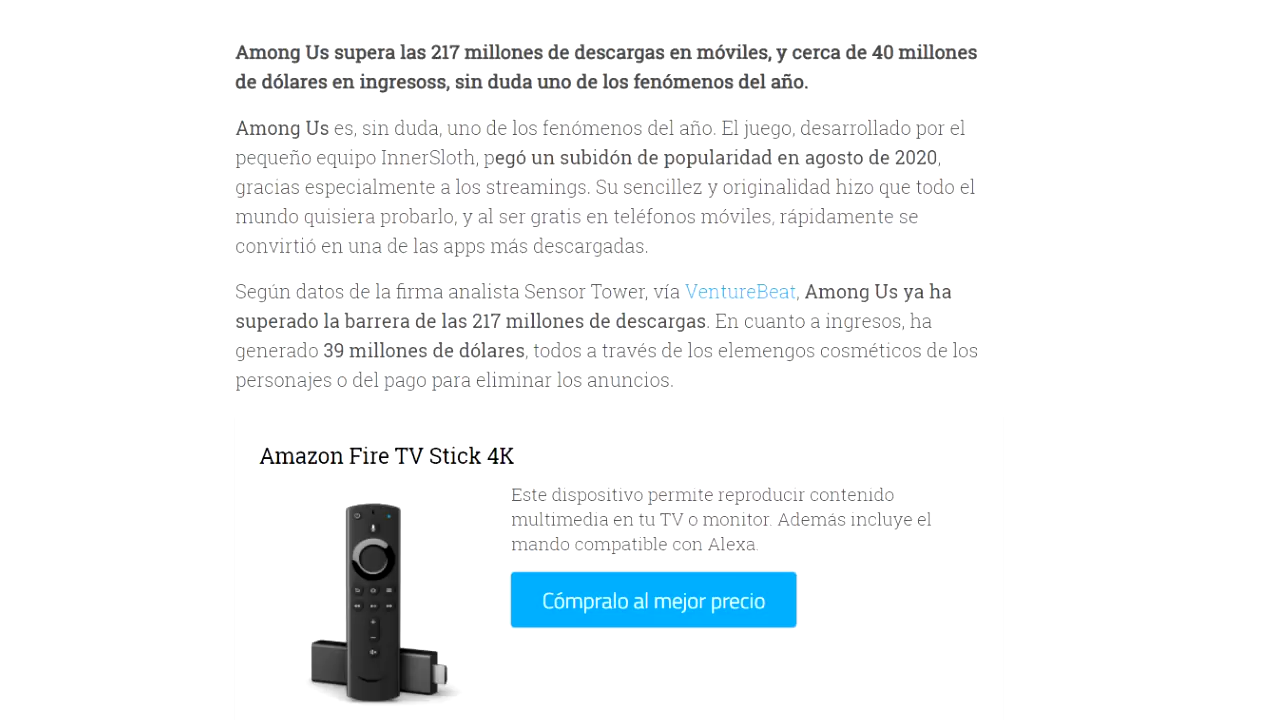 Among Us supera las 217 millones de descargas en móviles, y cerca de 40 millones
de dólares en ingresoss, sin duda uno de los fenómenos del año.
Among Us es, sin duda, uno de los fenómenos del año. El juego, desarrollado por el
pequeño equipo InnerSloth, pegó un subidón de popularidad en agosto de 2020,
gracias especialmente a los streamings. Su sencillez y originalidad hizo que todo el
mundo quisiera probarlo, y al ser gratis en teléfonos móviles, rápidamente se
convirtió en una de las apps más descargadas.
Según datos de la firma analista Sensor Tower, vía VentureBeat, Among Us ya ha
superado la barrera de las 217 millones de descargas. En cuanto a ingresos, ha
generado 39 millones de dólares, todos a través de los elemengos cosméticos de los
personajes o del pago para eliminar los anuncios.
Amazon Fire TV Stick 4K
Este dispositivo permite reproducir contenido
multimedia en tu TV o monitor. Además incluye el
mando compatible con Alexa.
Cómpralo al mejor precio